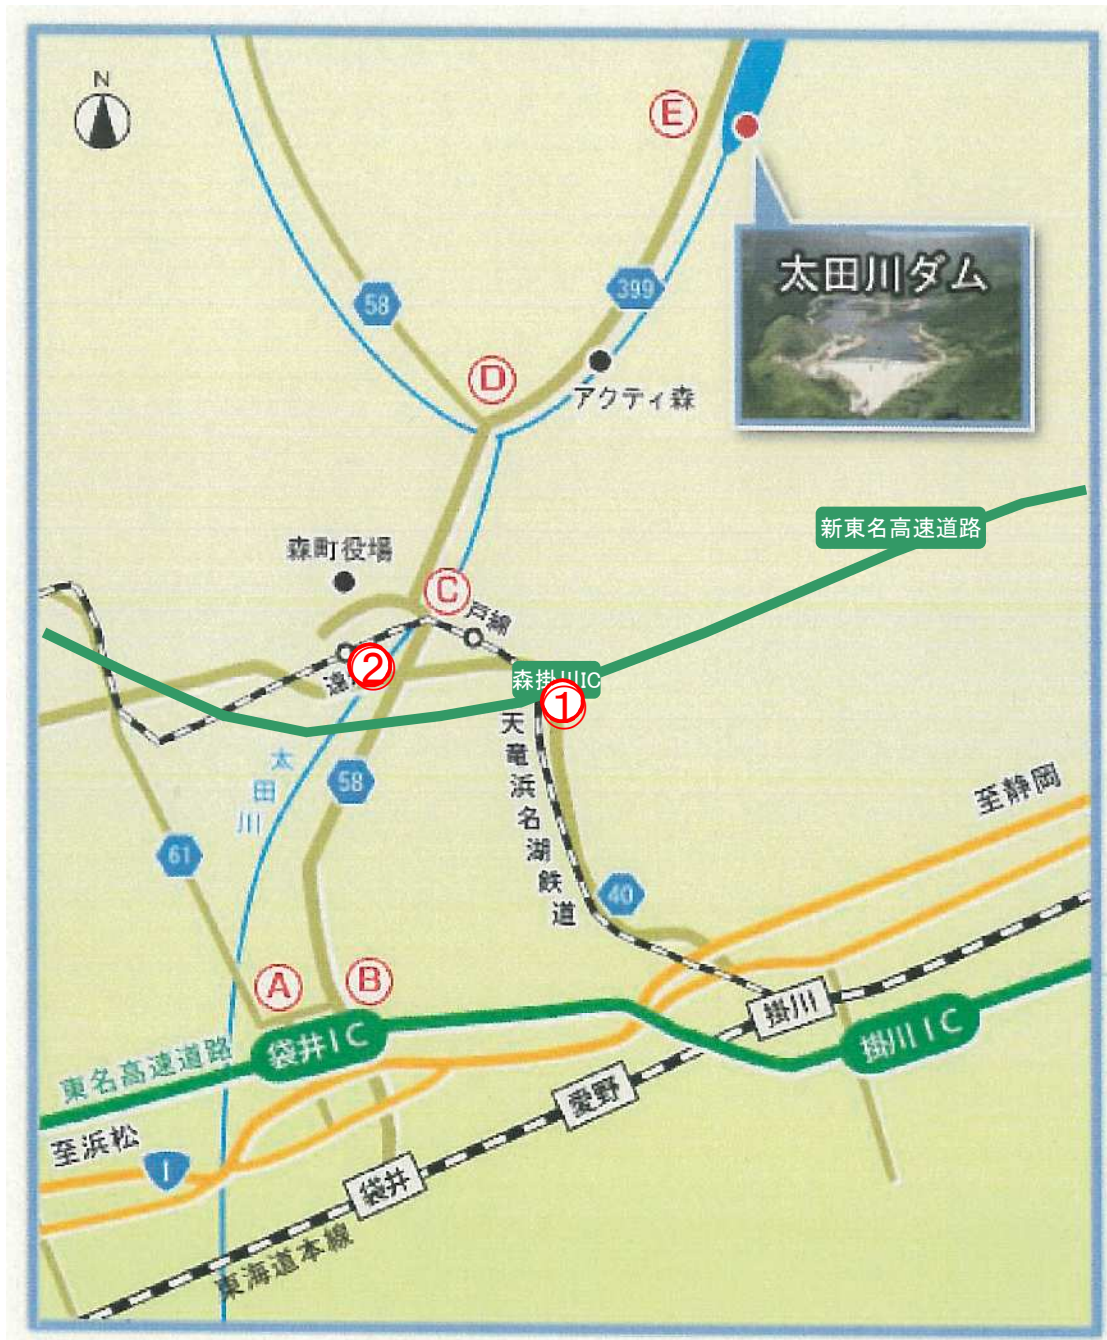 N
E
太田川ダム
58
399
D
アクティ森
新東名高速道路
森町役場
C
戸綿
②
遠
森掛川IC
①
天竜浜名湖鉄道
太田川
58
至静岡
61
40
A
B
掛川
袋井IC
掛川IC
東名高速道路
愛野
至浜松
1
袋井
東海道本線